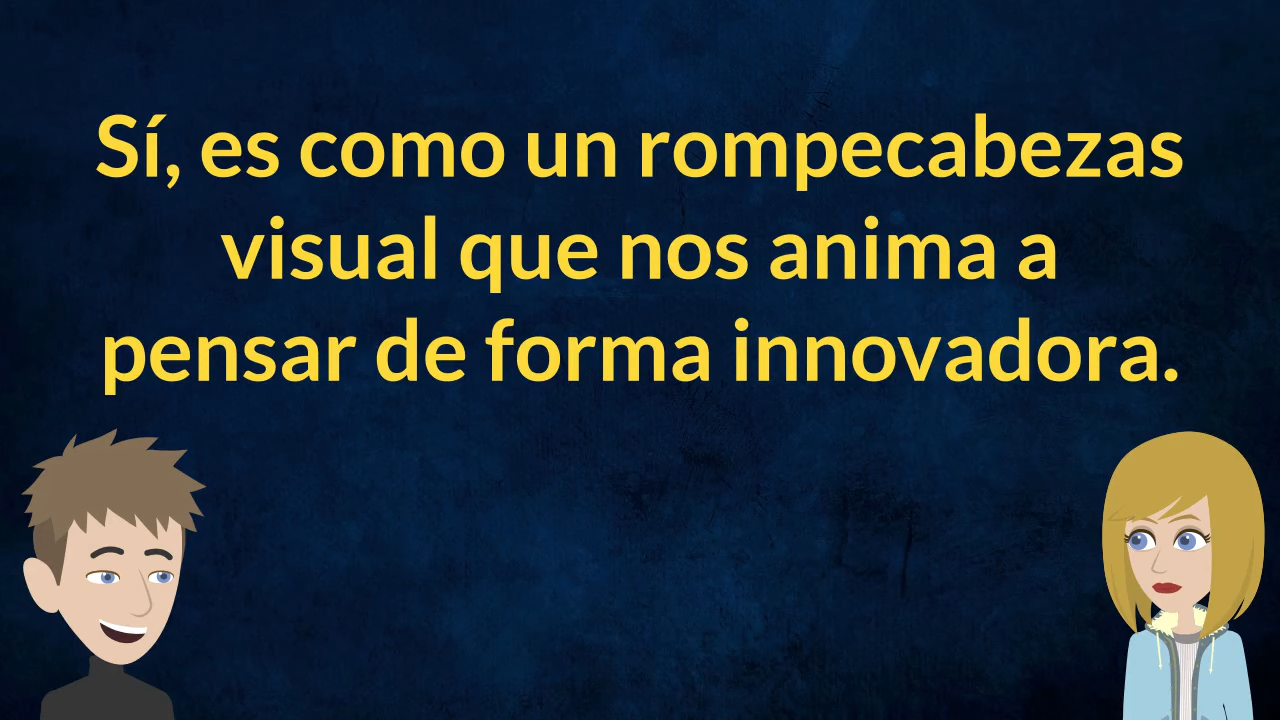 Sí, es como un rompecabezas
visual que nos anima a
pensar de forma innovadora.